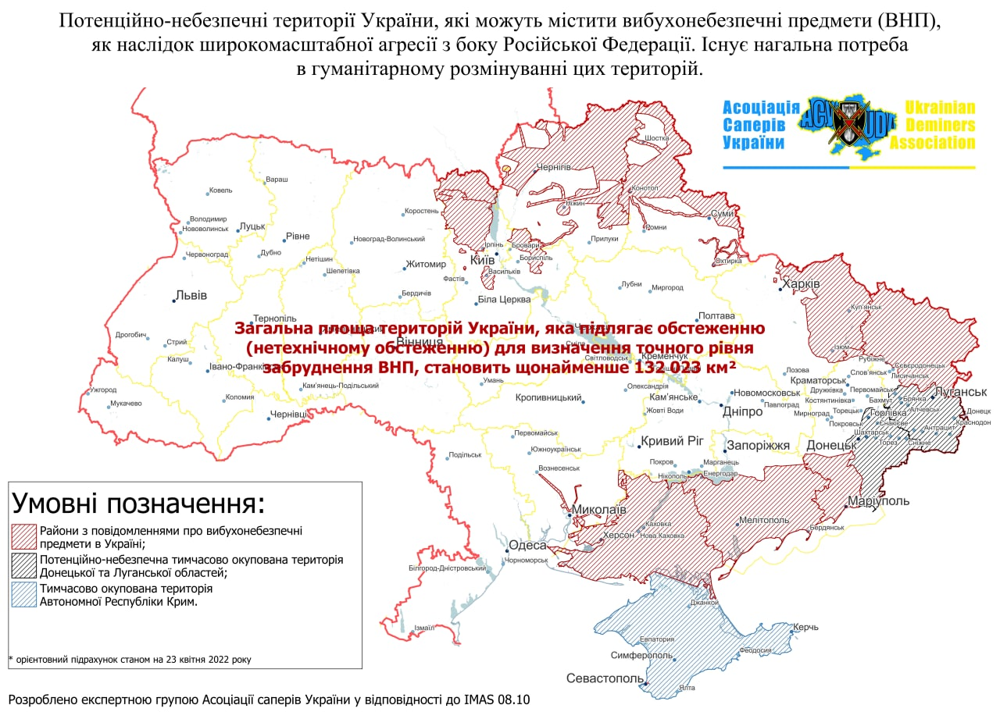 Потенційно-небезпечні території України, які можуть містити вибухонебезпечні предмети (ВНП),
як наслідок широкомасштабної агресії з боку Російської Федерації. Існує нагальна потреба
в гуманітарному розмінуванні цих територій.
Асоціація
Саперів
України
АСУ
UDA
Ukrainian
Deminers
Association
Шостка
Чернігів
Конотоп
Ніжин
Суми
Ромни
Прилуки
Охтирка
Вараш
Ковель
Володимир
Нововолинськ
Луцьк
Рівне
Коростень
Новоград-Волинський
Червоноград
Дубно
Нетішин
Шепетівка
Житомир
Ірпінь
Бровари
Київ
Бориспіль
Васильків
Фастів
Бердичів
Біла Церква
Лубни
Миргород
Харків
Куп'янськ
Львів
Тернопіль
Полтава
Загальна площа територій України, яка підлягає обстеженню
(нетехнічному обстеженню) для визначення точного рівня
забруднення ВНП, становить щонайменше 132,023 км²
Дрогобич
Стрий
Калуш
Вінниця
Сміла
Світловодськ
Кременчук
Ізюм
Рубіжне
Сєвєродонецьк
Лисичанськ
Івано-Франків
Кам'янець-Подільський
Умань
Олександрія
Лозова
Слов'янськ
Краматорськ
Ужгород
Мукачево
Коломия
Чернівці
Кропивницький
Кам'янське
Новомосковськ
Павлоград
Дружківка
Первомайськ
Костянтинівка
Бахмут
Брянка
Луганськ
Жовті Води
Дніпро
Мирноград
Торецьк
Горлівка
Алчевськ
Донецк
Краснодон
Покровськ
Єнакієве
Антрацит
Первомайськ
Южноукраїнськ
Подільськ
Кривий Ріг
Запоріжжя
Донецьк
Шахтарськ
Торез
Сніжне
Вознесенськ
Покров
Марганець
Нікополь
Енергодар
Миколаїв
Маріуполь
Каховка
Херсон
Нова Каховка
Мелітополь
Бердянськ
Одеса
Чорноморськ
Білгород-Дністровський
Ізмаїл
Джанкой
Керчь
Евпатория
Симферополь
Феодосия
Севастополь
Ялта
Умовні позначення:
Райони з повідомленнями про вибухонебезпечні
предмети в Україні;
Потенційно-небезпечна тимчасово окупована територія
Донецької та Луганської областей;
Тимчасово окупована територія
Автономної Республіки Крим.
* орієнтовний підрахунок станом на 23 квітня 2022 року
Розроблено експертною групою Асоціації саперів України у відповідності до IMAS 08.10